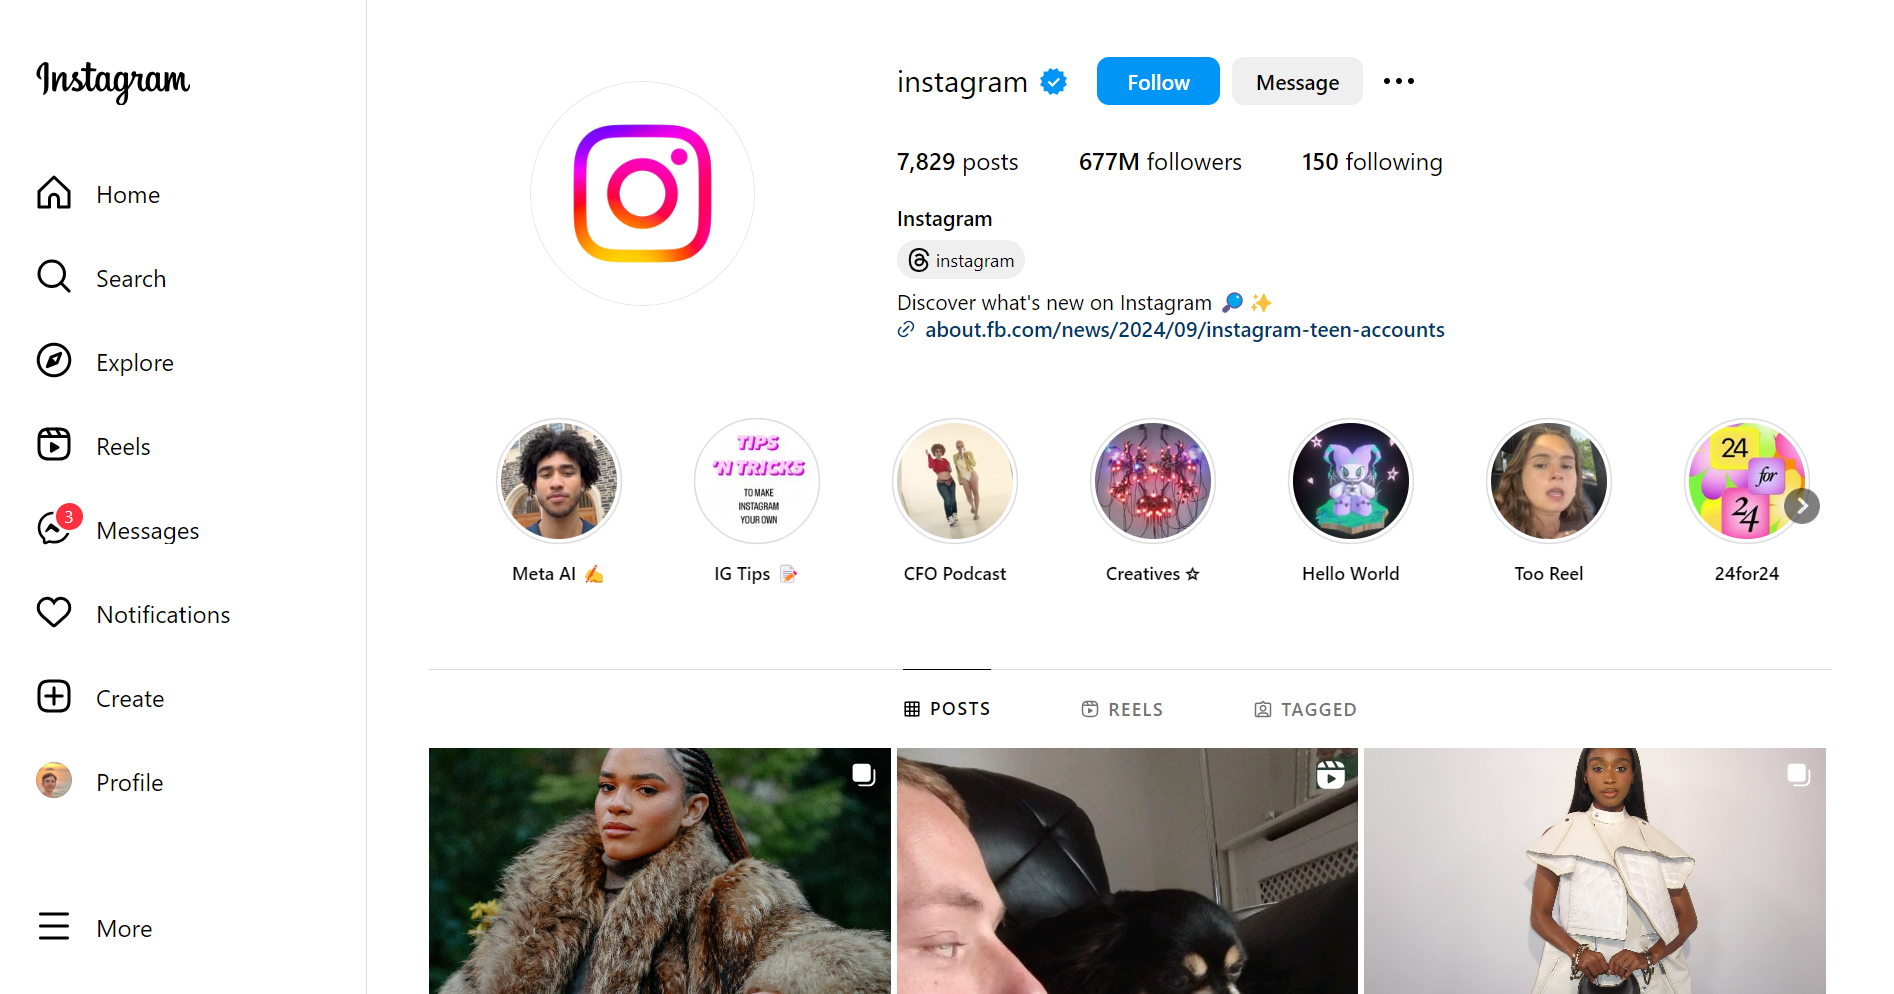 Instagram
Home
Search
Explore
Reels
3
Messages
Notifications
Create
Profile
More
instagram
Follow
Message
7,829 posts
677M followers
150 following
Instagram
instagram
Discover what's new on Instagram 🔎 ✨
about.fb.com/news/2024/09/instagram-teen-accounts
TIPS
'N TRICKS
TO MAKE
INSTAGRAM
YOUR OWN
24
for
24
Meta AI ✍️
IG Tips 📝
CFO Podcast
Creatives ☆
Hello World
Too Reel
24for24
POSTS
REELS
TAGGED